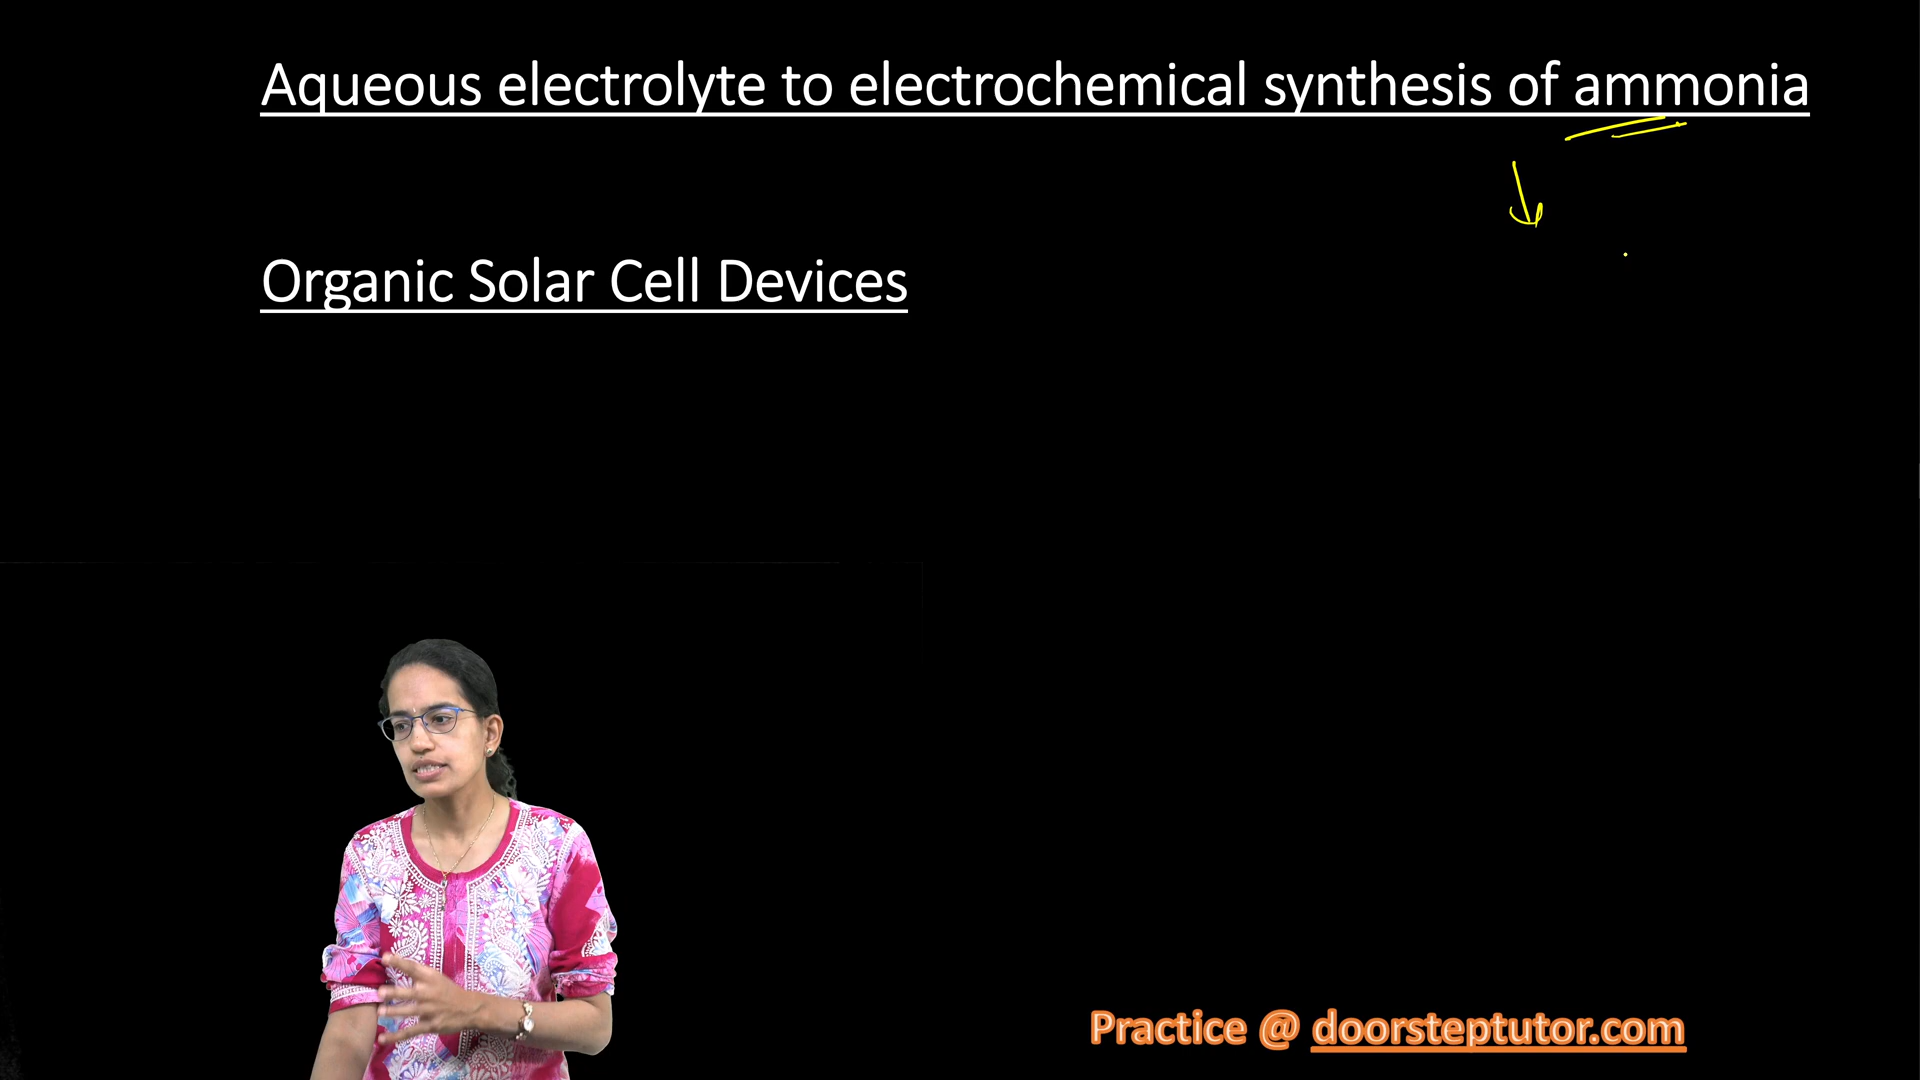 Aqueous electrolyte to electrochemical synthesis of ammonia
Organic Solar Cell Devices
Practice @ doorsteptutor.com